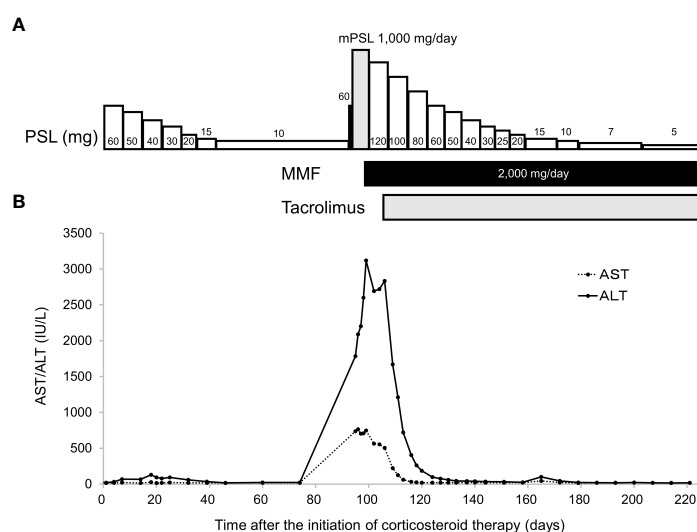 A
mPSL 1,000 mg/day
60
PSL (mg)
60 50 40 30 20 15 10 120 100 80 60 50 40 30 25 20 15 10 7 5
MMF
2,000 mg/day
Tacrolimus
B
3500
3000
2500
2000
1500
1000
500
0
AST/ALT (IU/L)
AST
ALT
0 20 40 60 80 100 120 140 160 180 200 220
Time after the initiation of corticosteroid therapy (days)